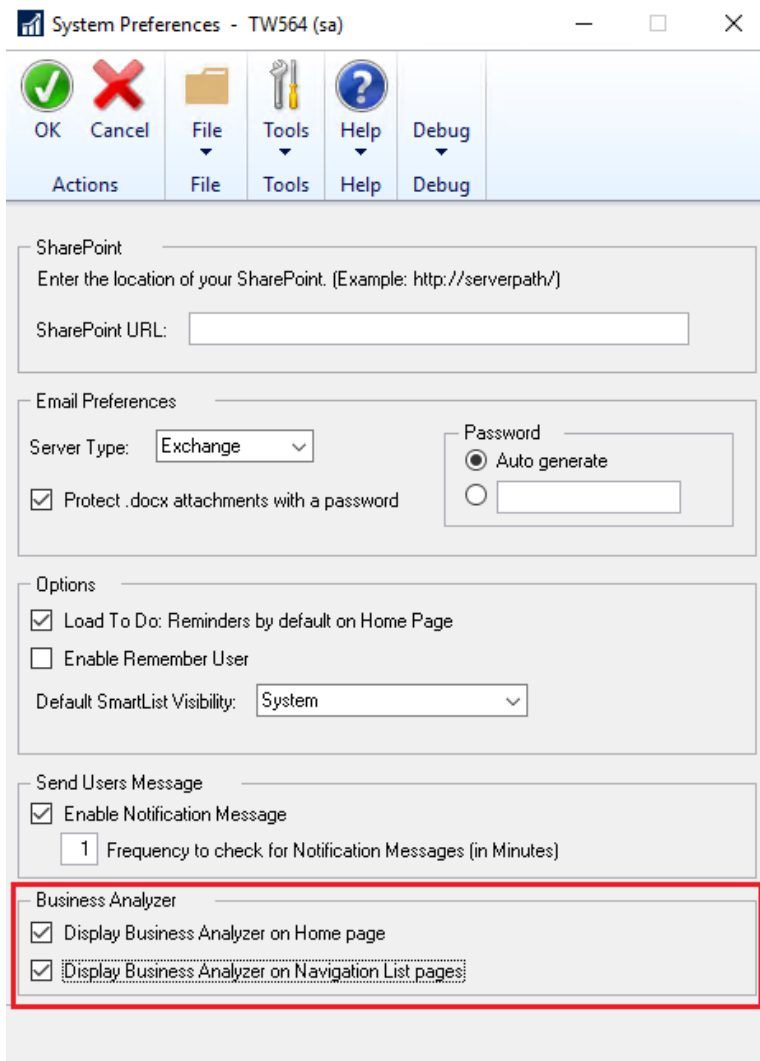 System Preferences - TW564 (sa)
OK Cancel File Tools Help Debug
Actions File Tools Help Debug
SharePoint
Enter the location of your SharePoint. (Example: http://serverpath/)
SharePoint URL:
Email Preferences
Server Type: Exchange
Protect .docx attachments with a password
Password
Auto generate
Options
Load To Do: Reminders by default on Home Page
Enable Remember User
Default SmartList Visibility: System
Send Users Message
Enable Notification Message
1 Frequency to check for Notification Messages (in Minutes)
Business Analyzer
Display Business Analyzer on Home page
Display Business Analyzer on Navigation List pages